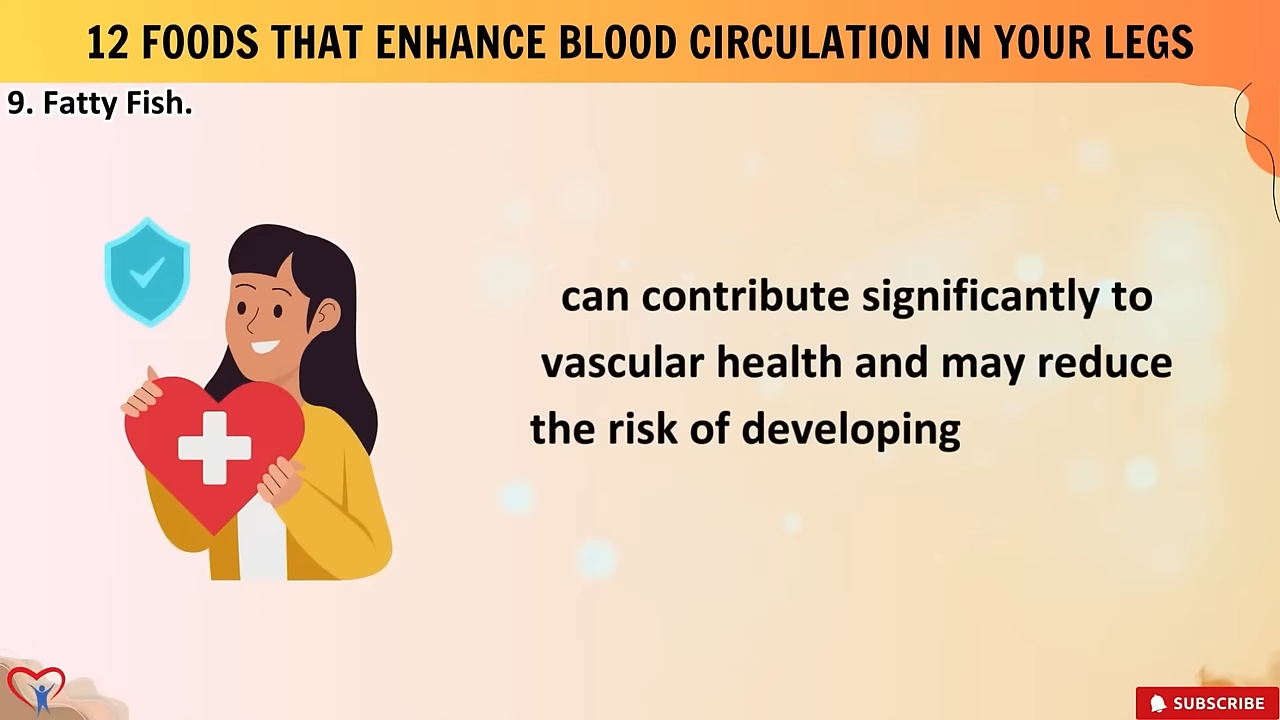 12 FOODS THAT ENHANCE BLOOD CIRCULATION IN YOUR LEGS
9. Fatty Fish.
can contribute significantly to
vascular health and may reduce
the risk of developing
SUBSCRIBE